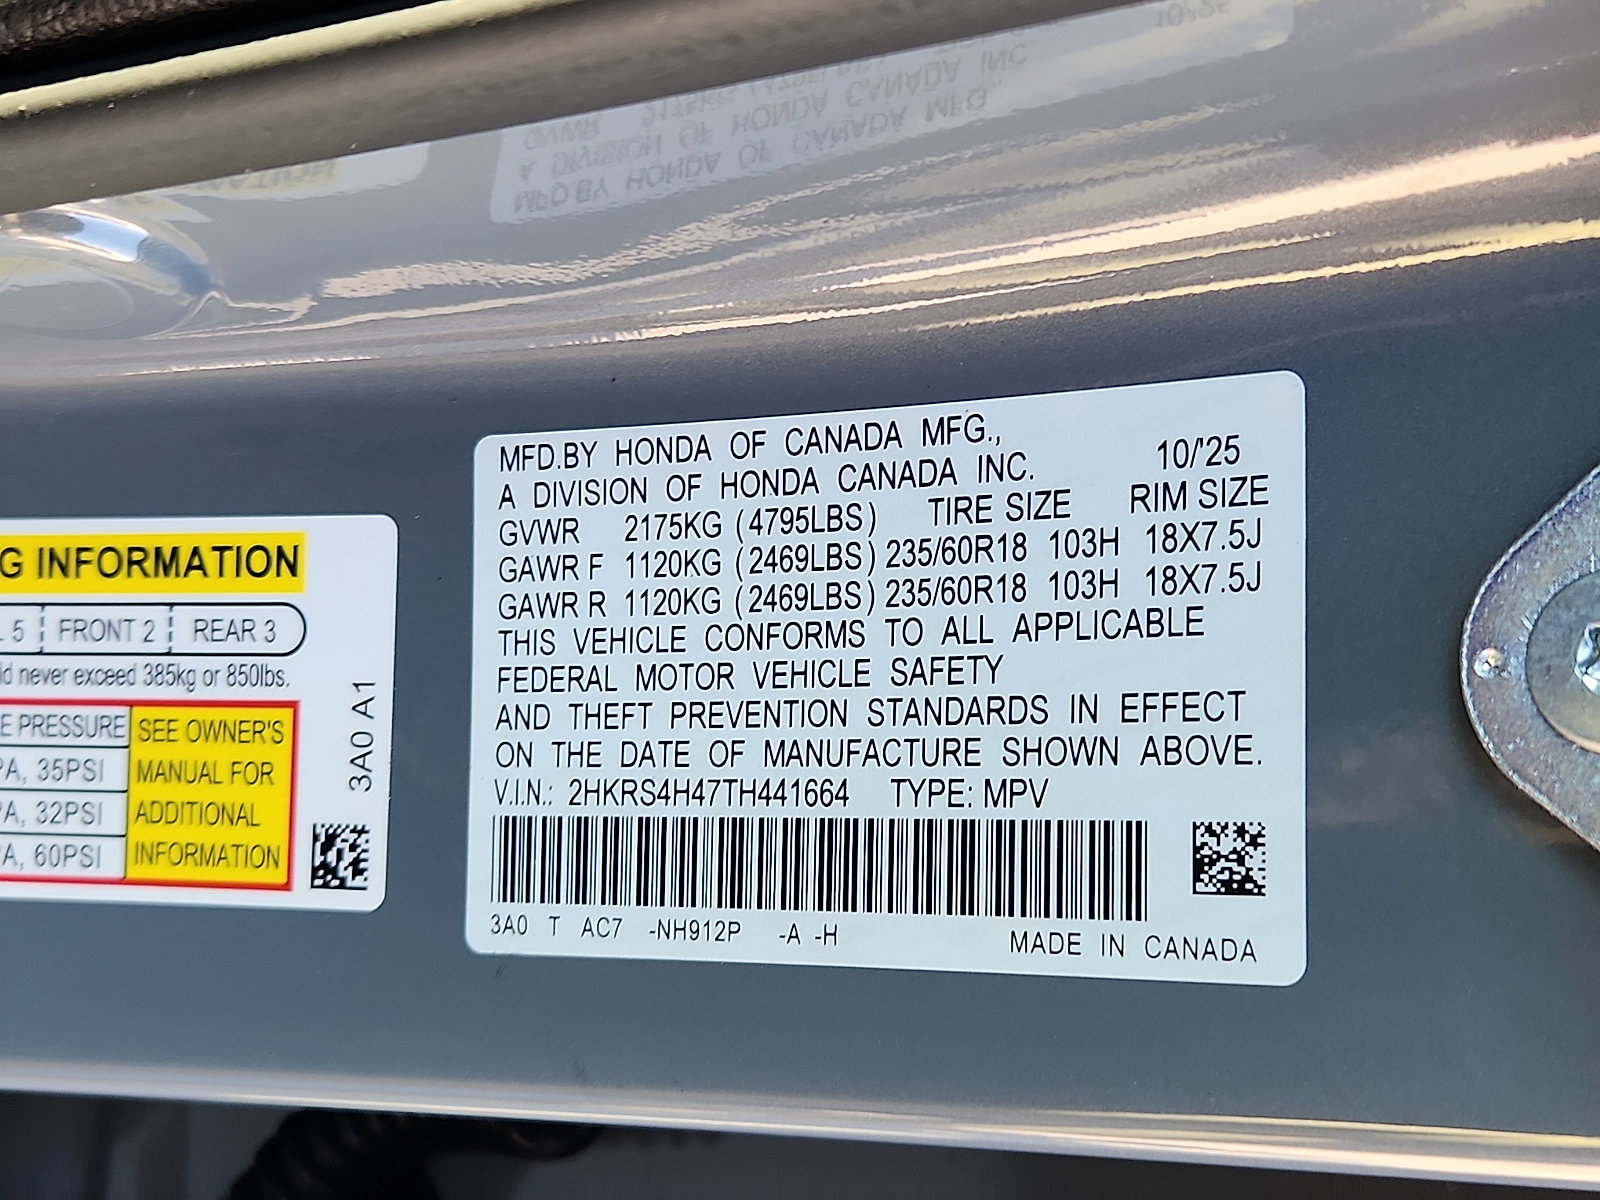 G INFORMATION
L 5 FRONT 2 REAR 3
never exceed 385kg or 850lbs.
E PRESSURE
PA, 35PSI
PA, 32PSI
PA, 60PSI
SEE OWNER'S
MANUAL FOR
ADDITIONAL
INFORMATION
3A0 A1
MFD.BY HONDA OF CANADA MFG.,
A DIVISION OF HONDA CANADA INC. 10/'25
GVWR 2175KG (4795LBS) TIRE SIZE RIM SIZE
GAWR F 1120KG (2469LBS) 235/60R18 103H 18X7.5J
GAWR R 1120KG (2469LBS) 235/60R18 103H 18X7.5J
THIS VEHICLE CONFORMS TO ALL APPLICABLE
FEDERAL MOTOR VEHICLE SAFETY
AND THEFT PREVENTION STANDARDS IN EFFECT
ON THE DATE OF MANUFACTURE SHOWN ABOVE.
V.I.N.: 2HKRS4H47TH441664 TYPE: MPV
3A0 T AC7 -NH912P -A -H
MADE IN CANADA